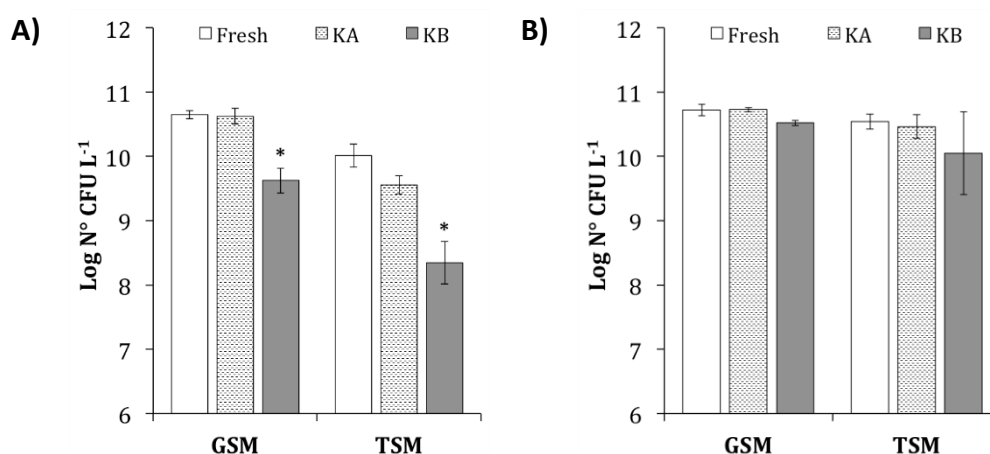 A)
Log N° CFU L⁻¹
12
11
10
9
8
7
6
Fresh KA KB
*
*
GSM TSM
B)
Log N° CFU L⁻¹
12
11
10
9
8
7
6
Fresh KA KB
GSM TSM